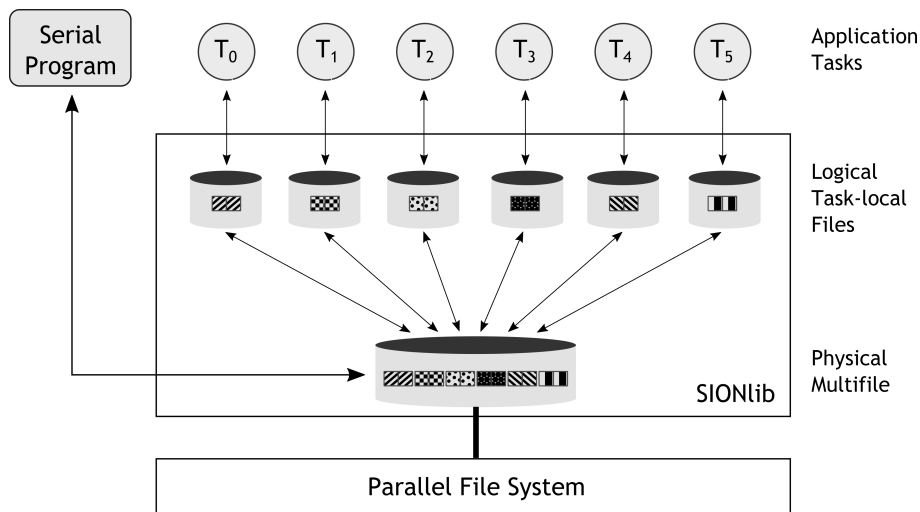 Serial
Program
T0
T1
T2
T3
T4
T5
Application
Tasks
Logical
Task-local
Files
Physical
Multifile
SIONlib
Parallel File System